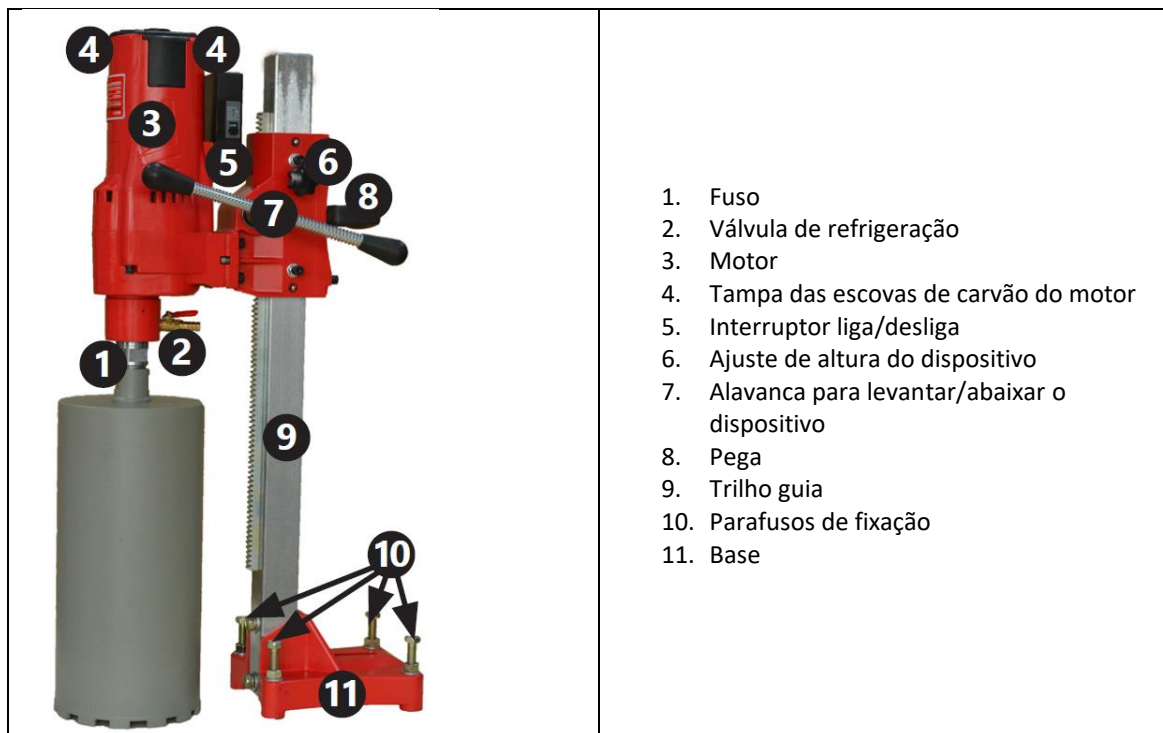 4
4
3
5
6
8
7
2
1
9
10
11
1. Fuso
2. Válvula de refrigeração
3. Motor
4. Tampa das escovas de carvão do motor
5. Interruptor liga/desliga
6. Ajuste de altura do dispositivo
7. Alavanca para levantar/abaixar o
dispositivo
8. Pega
9. Trilho guia
10. Parafusos de fixação
11. Base